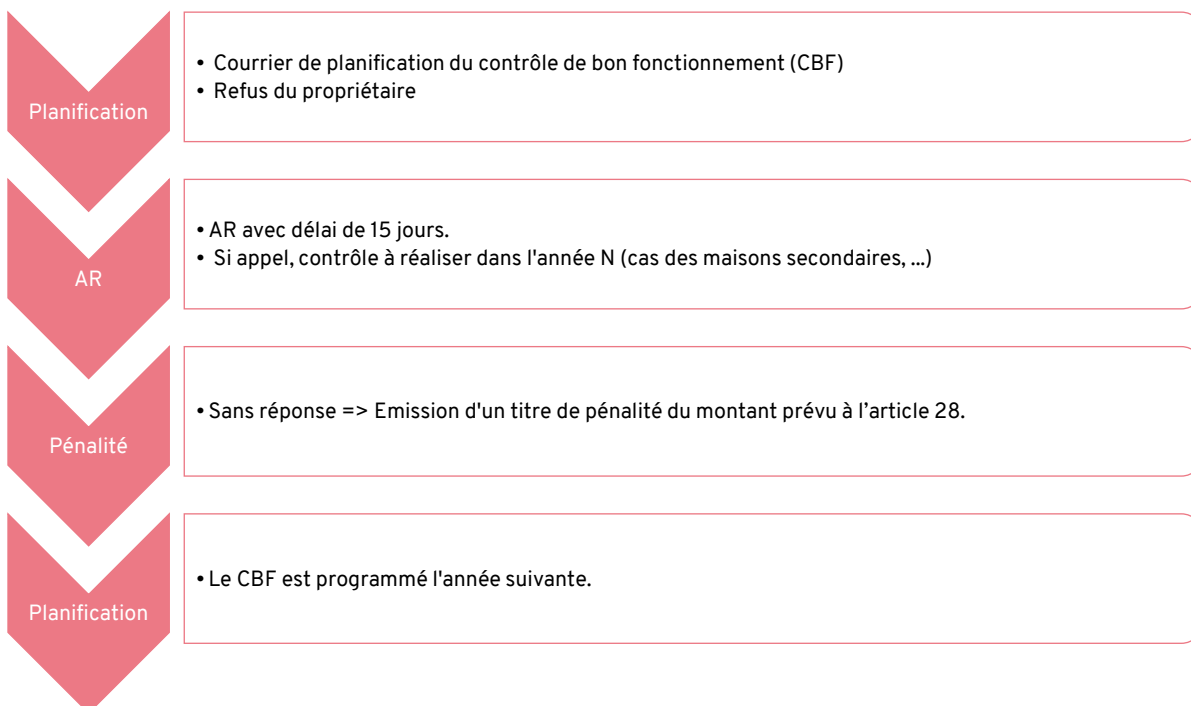 Planification
• Courrier de planification du contrôle de bon fonctionnement (CBF)
• Refus du propriétaire
AR
• AR avec délai de 15 jours.
• Si appel, contrôle à réaliser dans l'année N (cas des maisons secondaires, ...)
Pénalité
• Sans réponse => Emission d'un titre de pénalité du montant prévu à l’article 28.
Planification
• Le CBF est programmé l'année suivante.